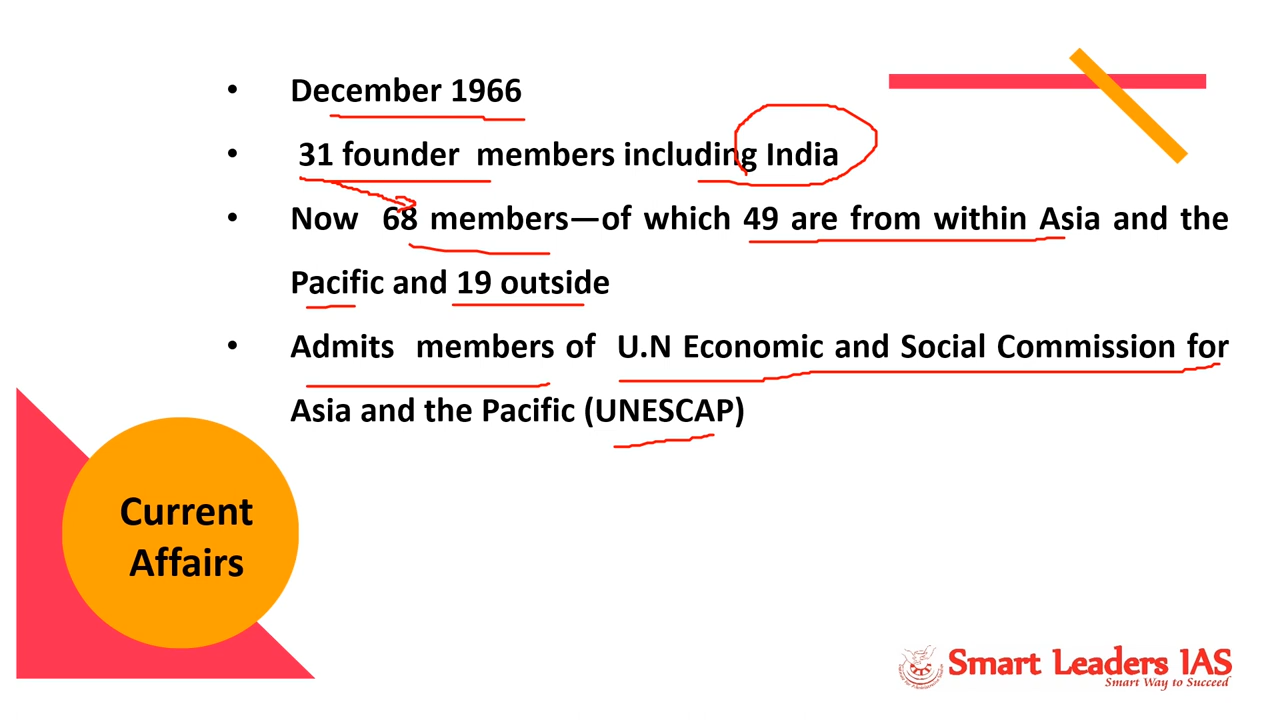 • December 1966
• 31 founder members including India
• Now 68 members—of which 49 are from within Asia and the
Pacific and 19 outside
• Admits members of U.N Economic and Social Commission for
Asia and the Pacific (UNESCAP)
Current
Affairs
Smart Leaders IAS
Smart Way to Succeed